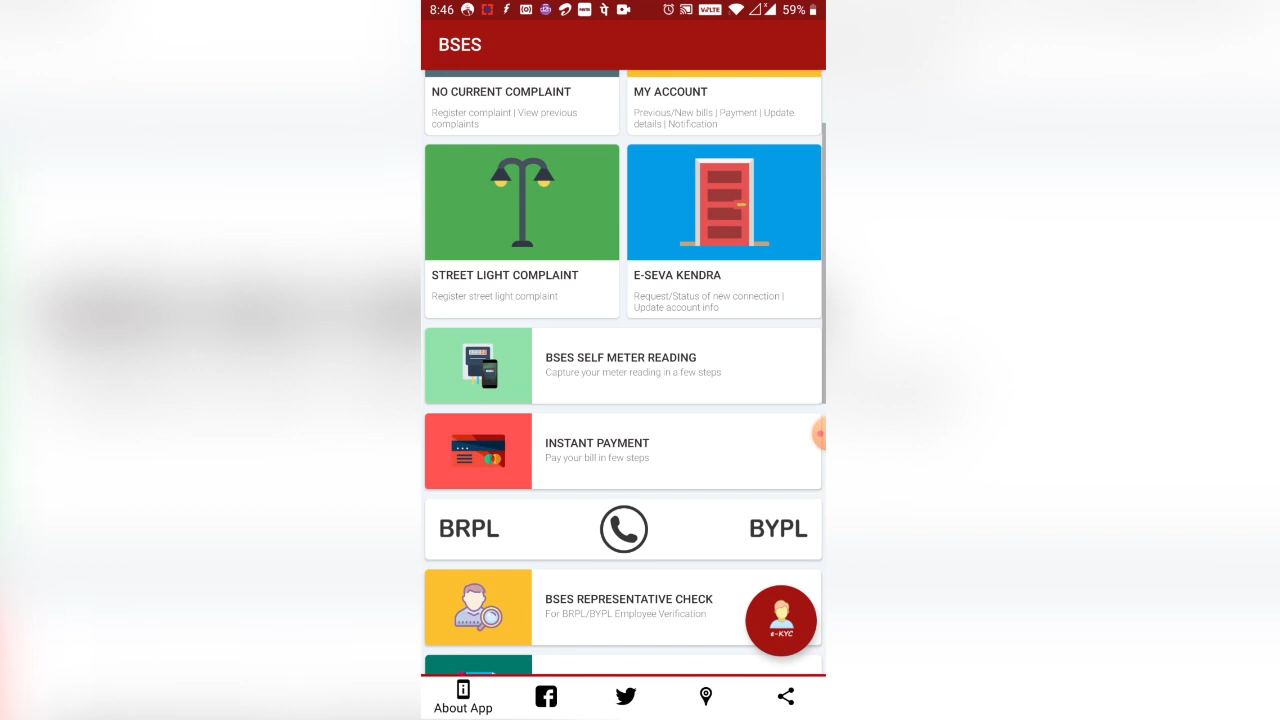 8:46
VoLTE
59%
BSES
NO CURRENT COMPLAINT
Register complaint | View previous
complaints
MY ACCOUNT
Previous/New bills | Payment | Update
details | Notification
STREET LIGHT COMPLAINT
Register street light complaint
E-SEVA KENDRA
Request/Status of new connection |
Update account info
BSES SELF METER READING
Capture your meter reading in a few steps
INSTANT PAYMENT
Pay your bill in few steps
BRPL
BYPL
BSES REPRESENTATIVE CHECK
For BRPL/BYPL Employee Verification
e-KYC
About App